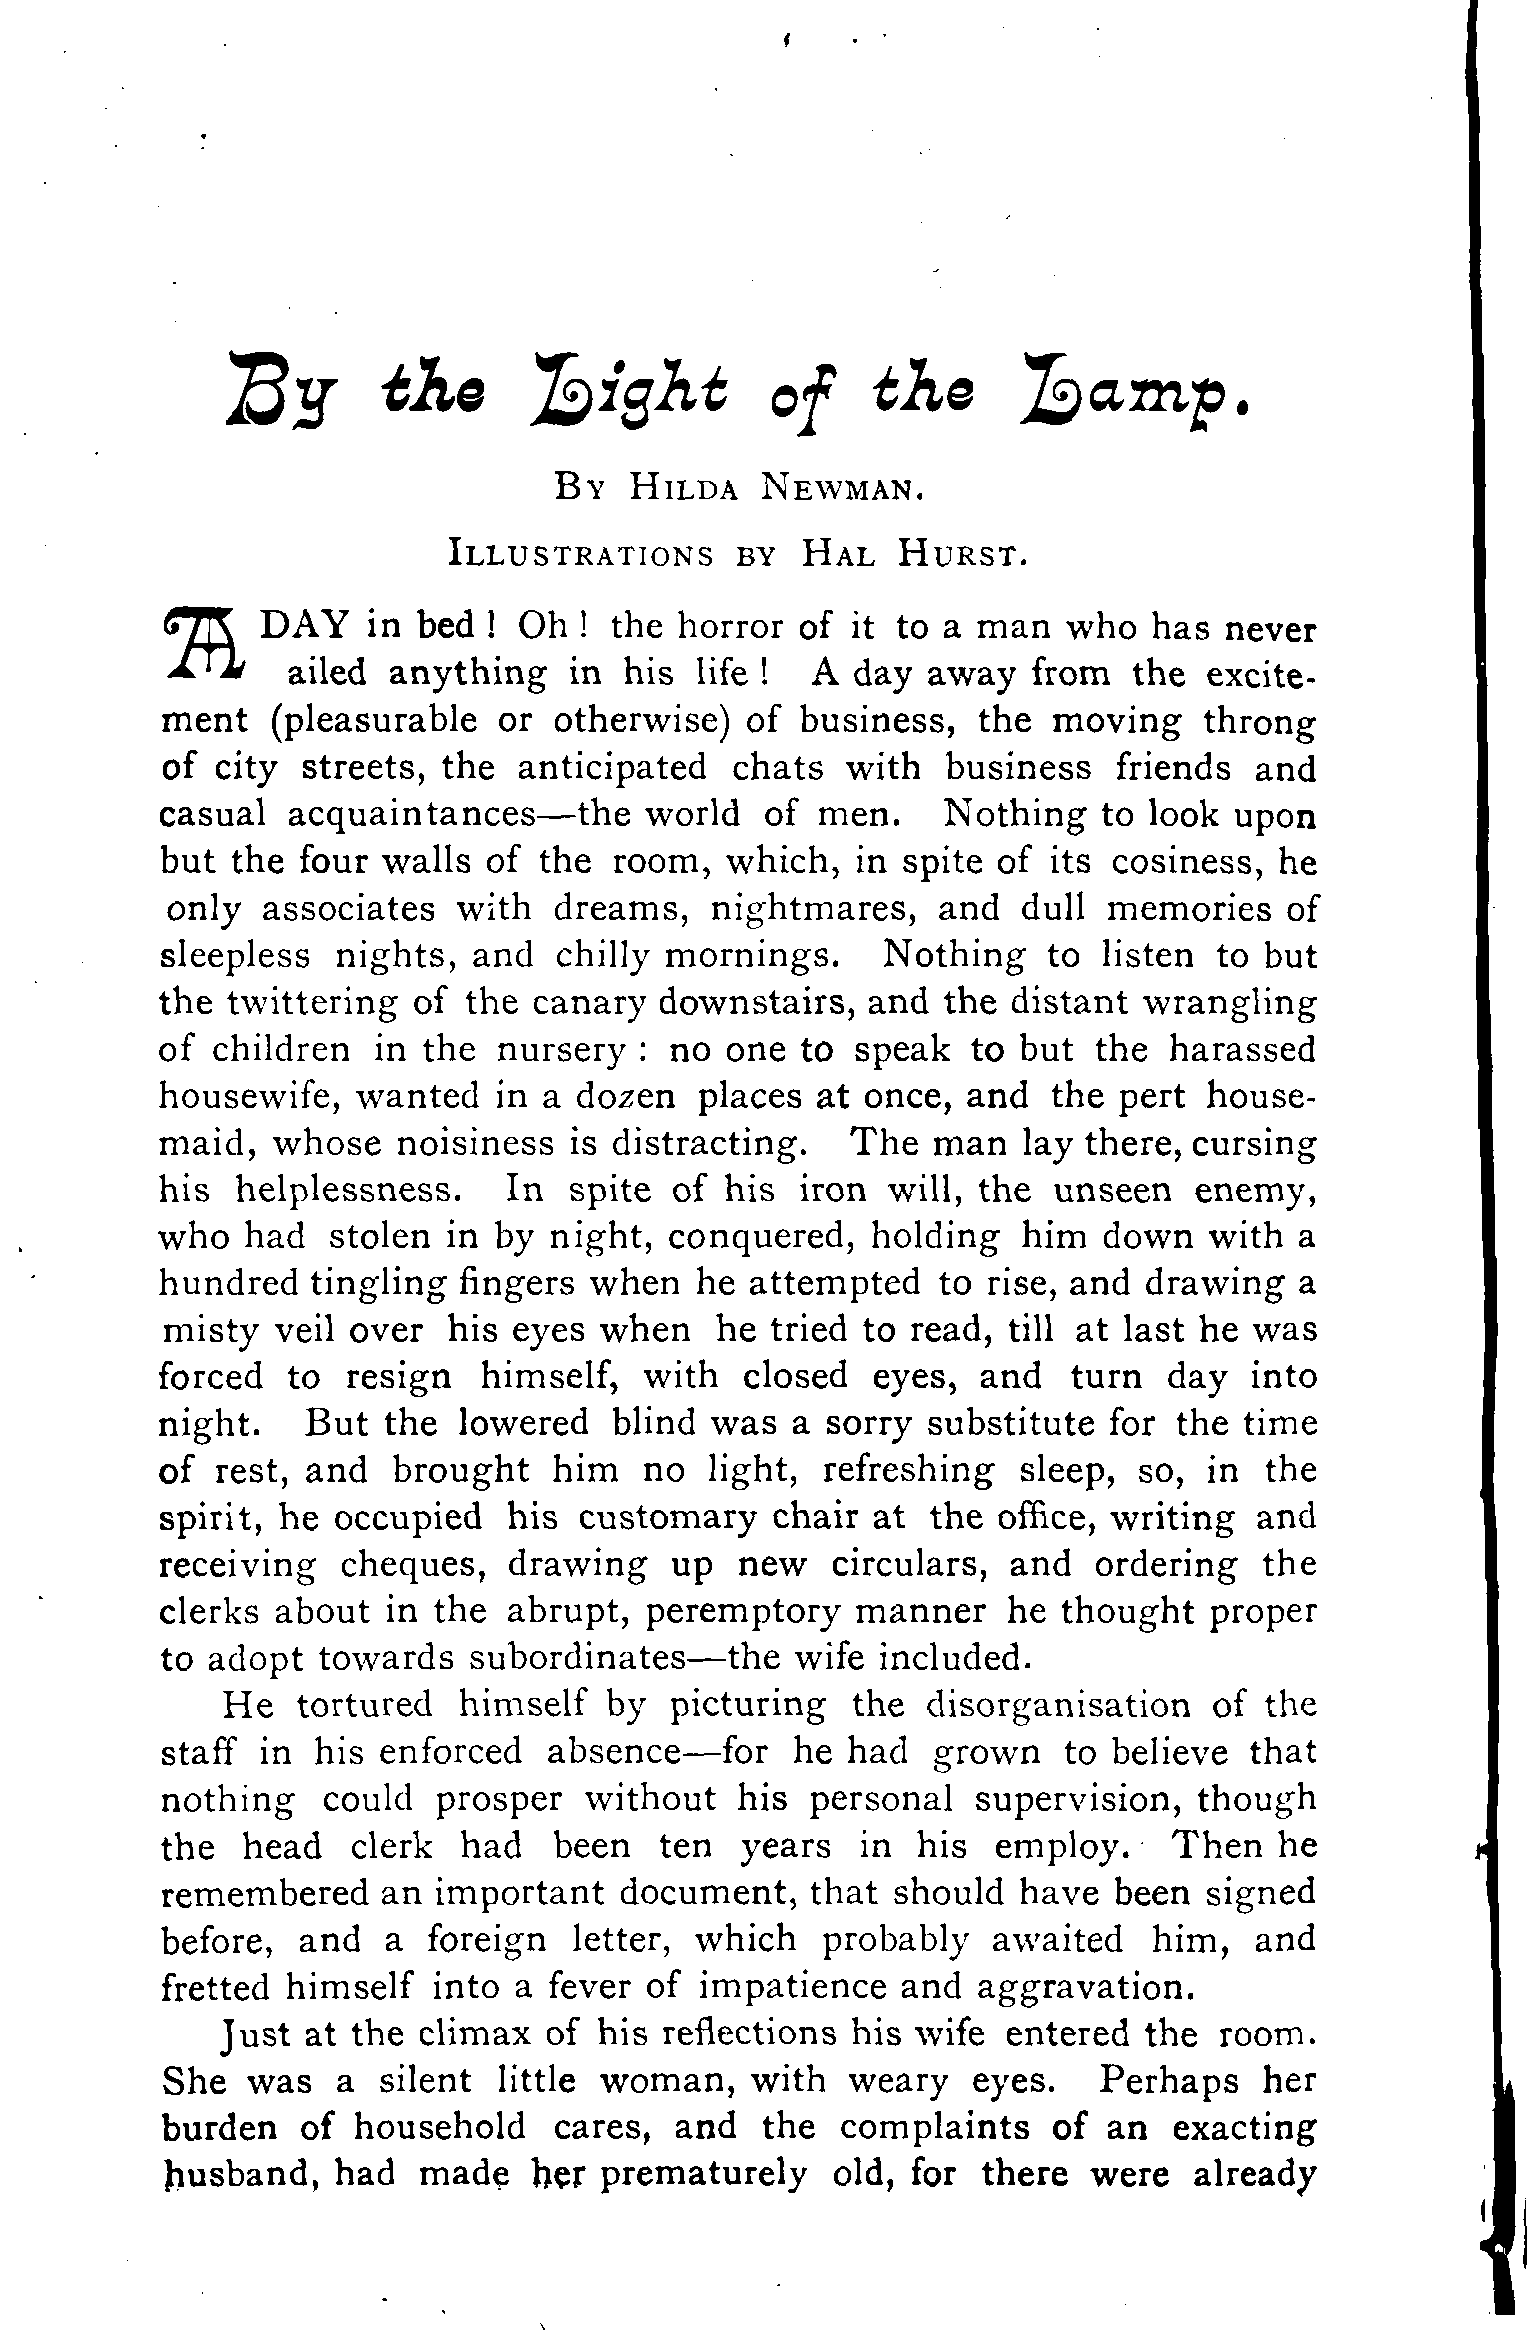 By the Light of the Lamp.
By Hilda Newman.
Illustrations by Hal Hurst.
A DAY in bed! Oh! the horror of it to a man who has never
ailed anything in his life! A day away from the excite-
ment (pleasurable or otherwise) of business, the moving throng
of city streets, the anticipated chats with business friends and
casual acquaintances—the world of men. Nothing to look upon
but the four walls of the room, which, in spite of its cosiness, he
only associates with dreams, nightmares, and dull memories of
sleepless nights, and chilly mornings. Nothing to listen to but
the twittering of the canary downstairs, and the distant wrangling
of children in the nursery: no one to speak to but the harassed
housewife, wanted in a dozen places at once, and the pert house-
maid, whose noisiness is distracting. The man lay there, cursing
his helplessness. In spite of his iron will, the unseen enemy,
who had stolen in by night, conquered, holding him down with a
hundred tingling fingers when he attempted to rise, and drawing a
misty veil over his eyes when he tried to read, till at last he was
forced to resign himself, with closed eyes, and turn day into
night. But the lowered blind was a sorry substitute for the time
of rest, and brought him no light, refreshing sleep, so, in the
spirit, he occupied his customary chair at the office, writing and
receiving cheques, drawing up new circulars, and ordering the
clerks about in the abrupt, peremptory manner he thought proper
to adopt towards subordinates—the wife included.
He tortured himself by picturing the disorganisation of the
staff in his enforced absence—for he had grown to believe that
nothing could prosper without his personal supervision, though
the head clerk had been ten years in his employ. Then he
remembered an important document, that should have been signed
before, and a foreign letter, which probably awaited him, and
fretted himself into a fever of impatience and aggravation.
Just at the climax of his reflections his wife entered the room.
She was a silent little woman, with weary eyes. Perhaps her
burden of household cares, and the complaints of an exacting
husband, had made her prematurely old, for there were already